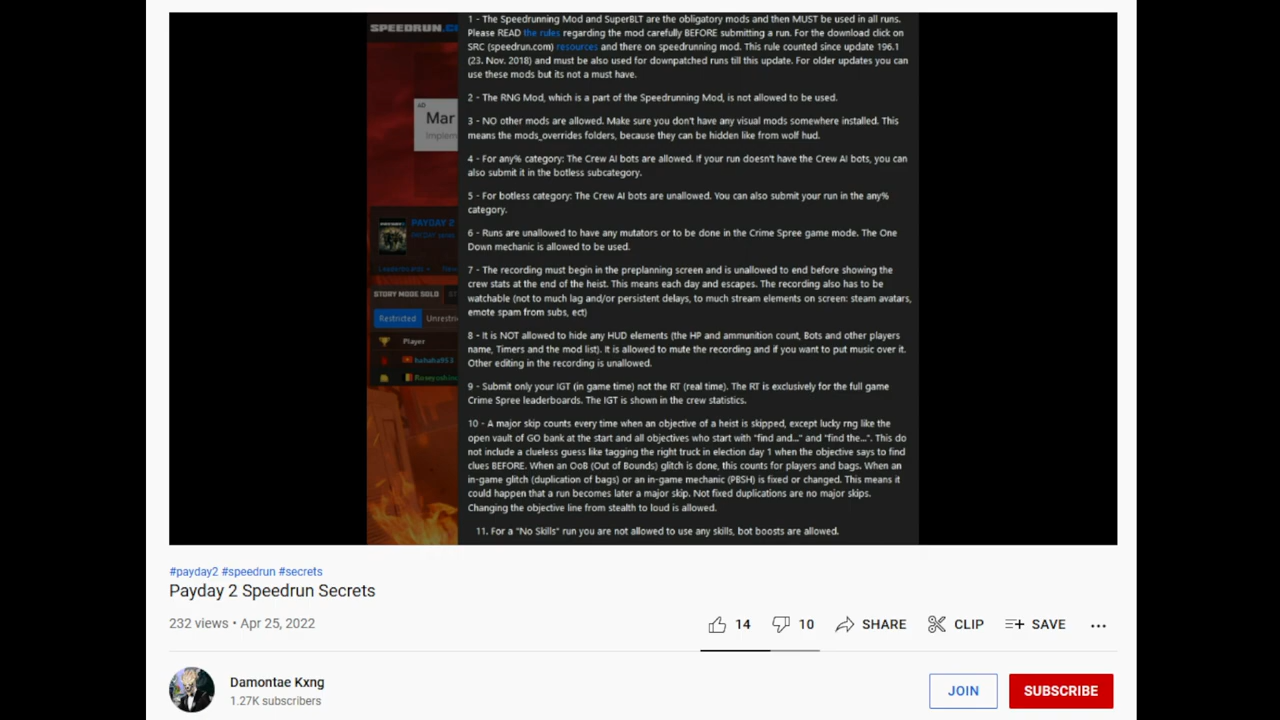 SPEEDRUN.C
1 - The Speedrunning Mod and SuperBLT are the obligatory mods and then MUST be used in all runs.
Please READ the rules regarding the mod carefully BEFORE submitting a run. For the download click on
SRC (speedrun.com) resources and there on speedrunning mod. This rule counted since update 196.1
(23. Nov. 2018) and must be also used for downpatched runs till this update. For older updates you can
use these mods but its not a must have.
2 - The RNG Mod, which is a part of the Speedrunning Mod, is not allowed to be used.
AD
Mar
Implem
3 - NO other mods are allowed. Make sure you don't have any visual mods somewhere installed. This
means the mods_overrides folders, because they can be hidden like from wolf hud.
4 - For any% category: The Crew AI bots are allowed. If your run doesn't have the Crew AI bots, you can
also submit it in the botless subcategory.
5 - For botless category: The Crew AI bots are unallowed. You can also submit your run in the any%
category.
PAYDAY 2
6 - Runs are unallowed to have any mutators or to be done in the Crime Spree game mode. The One
Down mechanic is allowed to be used.
7 - The recording must begin in the preplanning screen and is unallowed to end before showing the
crew stats at the end of the heist. This means each day and escapes. The recording also has to be
watchable (not to much lag and/or persistent delays, to much stream elements on screen: steam avatars,
emote spam from subs, ect)
STORY MODE SOLO
Restricted
Unrestri
Player
hahaha953
8 - It is NOT allowed to hide any HUD elements (the HP and ammunition count, Bots and other players
name, Timers and the mod list). It is allowed to mute the recording and if you want to put music over it.
Other editing in the recording is unallowed.
9 - Submit only your IGT (in game time) not the RT (real time). The RT is exclusively for the full game
Crime Spree leaderboards. The IGT is shown in the crew statistics.
10 - A major skip counts every time when an objective of a heist is skipped, except lucky rng like the
open vault of GO bank at the start and all objectives who start with "find and..." and "find the...". This do
not include a clueless guess like tagging the right truck in election day 1 when the objective says to find
clues BEFORE. When an OoB (Out of Bounds) glitch is done, this counts for players and bags. When an
in-game glitch (duplication of bags) or an in-game mechanic (PBSH) is fixed or changed. This means it
could happen that a run becomes later a major skip. Not fixed duplications are no major skips.
Changing the objective line from stealth to loud is allowed.
11. For a "No Skills" run you are not allowed to use any skills, bot boosts are allowed.
#payday2 #speedrun #secrets
Payday 2 Speedrun Secrets
232 views • Apr 25, 2022
14
10
SHARE
CLIP
SAVE
Damontae Kxng
1.27K subscribers
JOIN
SUBSCRIBE